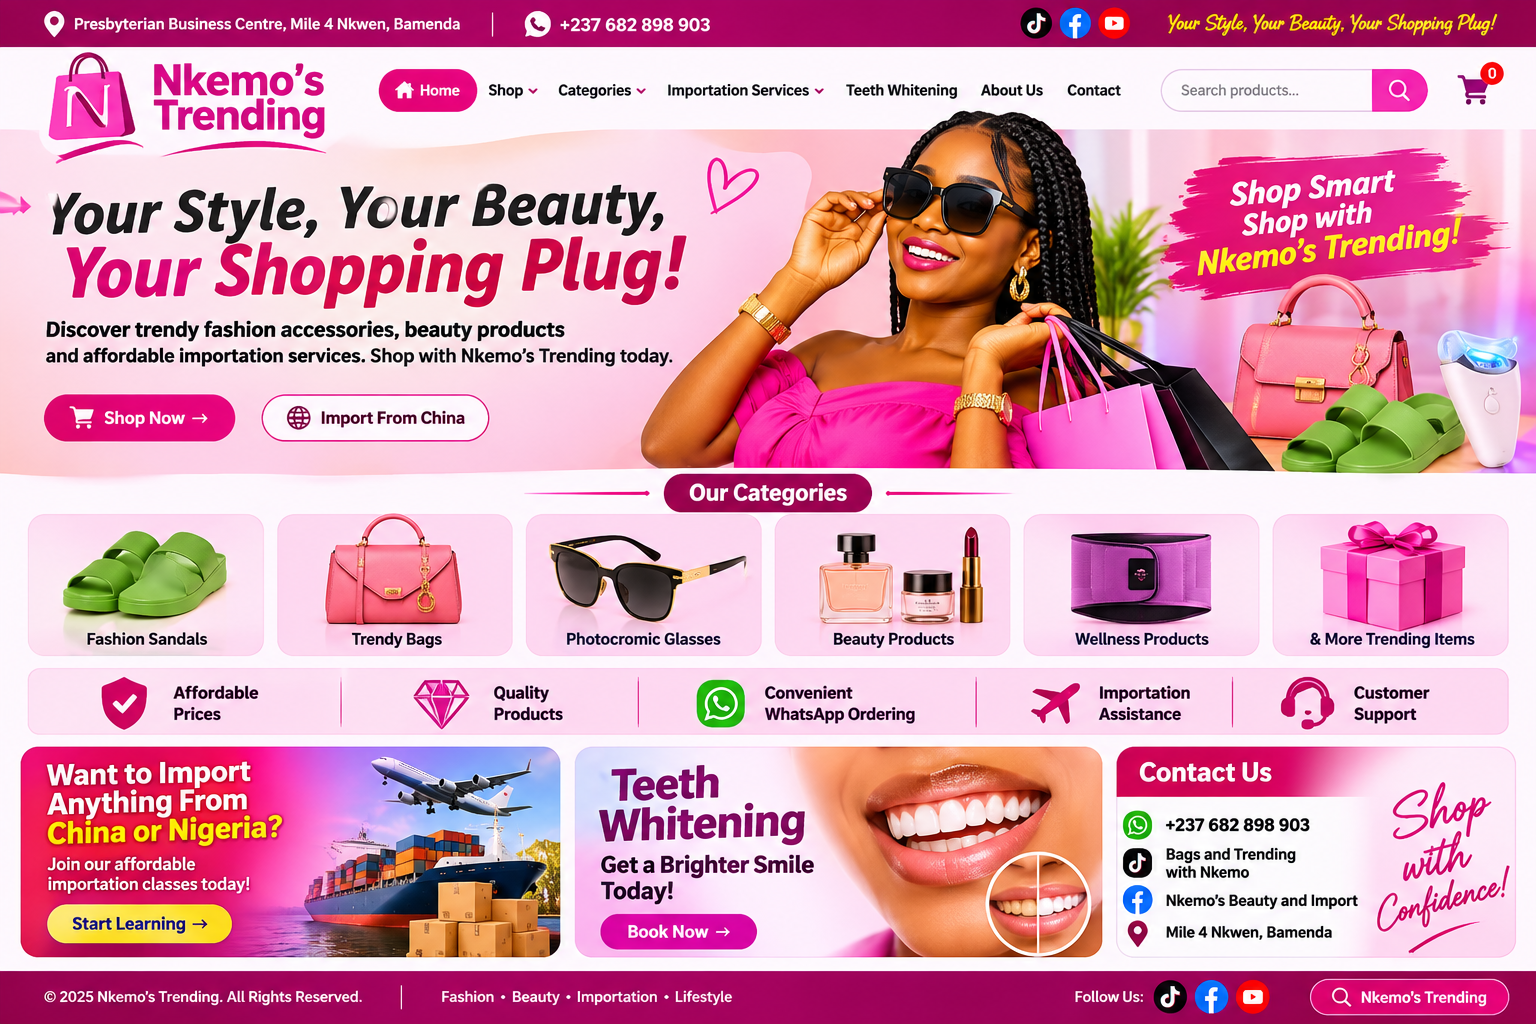 Presbyterian Business Centre, Mile 4 Nkwen, Bamenda
+237 682 898 903
Your Style, Your Beauty, Your Shopping Plug!
N
Nkemo's
Trending
Home
Shop
Categories
Importation Services
Teeth Whitening
About Us
Contact
Search products...
0
Your Style, Your Beauty,
Your Shopping Plug!
Discover trendy fashion accessories, beauty products
and affordable importation services. Shop with Nkemo's Trending today.
Shop Now →
Import From China
Shop Smart
Shop with
Nkemo's Trending!
Our Categories
Fashion Sandals
Trendy Bags
Photocromic Glasses
Beauty Products
Wellness Products
& More Trending Items
Affordable
Prices
Quality
Products
Convenient
WhatsApp Ordering
Importation
Assistance
Customer
Support
Want to Import
Anything From
China or Nigeria?
Join our affordable
importation classes today!
Start Learning →
Teeth
Whitening
Get a Brighter Smile
Today!
Book Now →
Contact Us
+237 682 898 903
Bags and Trending
with Nkemo
Nkemo's Beauty and Import
Mile 4 Nkwen, Bamenda
Shop
with
Confidence!
© 2025 Nkemo's Trending. All Rights Reserved.
Fashion • Beauty • Importation • Lifestyle
Follow Us:
Nkemo's Trending